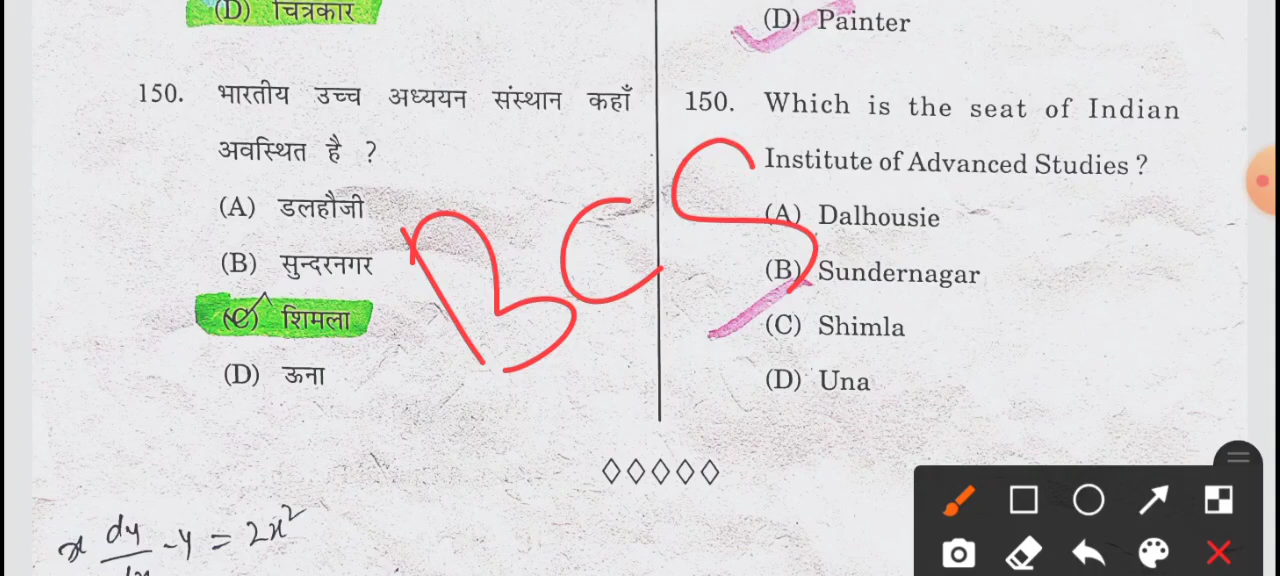 (D) चित्रकार
150. भारतीय उच्च अध्ययन संस्थान कहाँ
अवस्थित है ?
(A) डलहौजी
(B) सुन्दरनगर
(C) शिमला
(D) ऊना
(D) Painter
150. Which is the seat of Indian
Institute of Advanced Studies ?
(A) Dalhousie
(B) Sundernagar
(C) Shimla
(D) Una
BCS
x dy/dx - y = 2x²